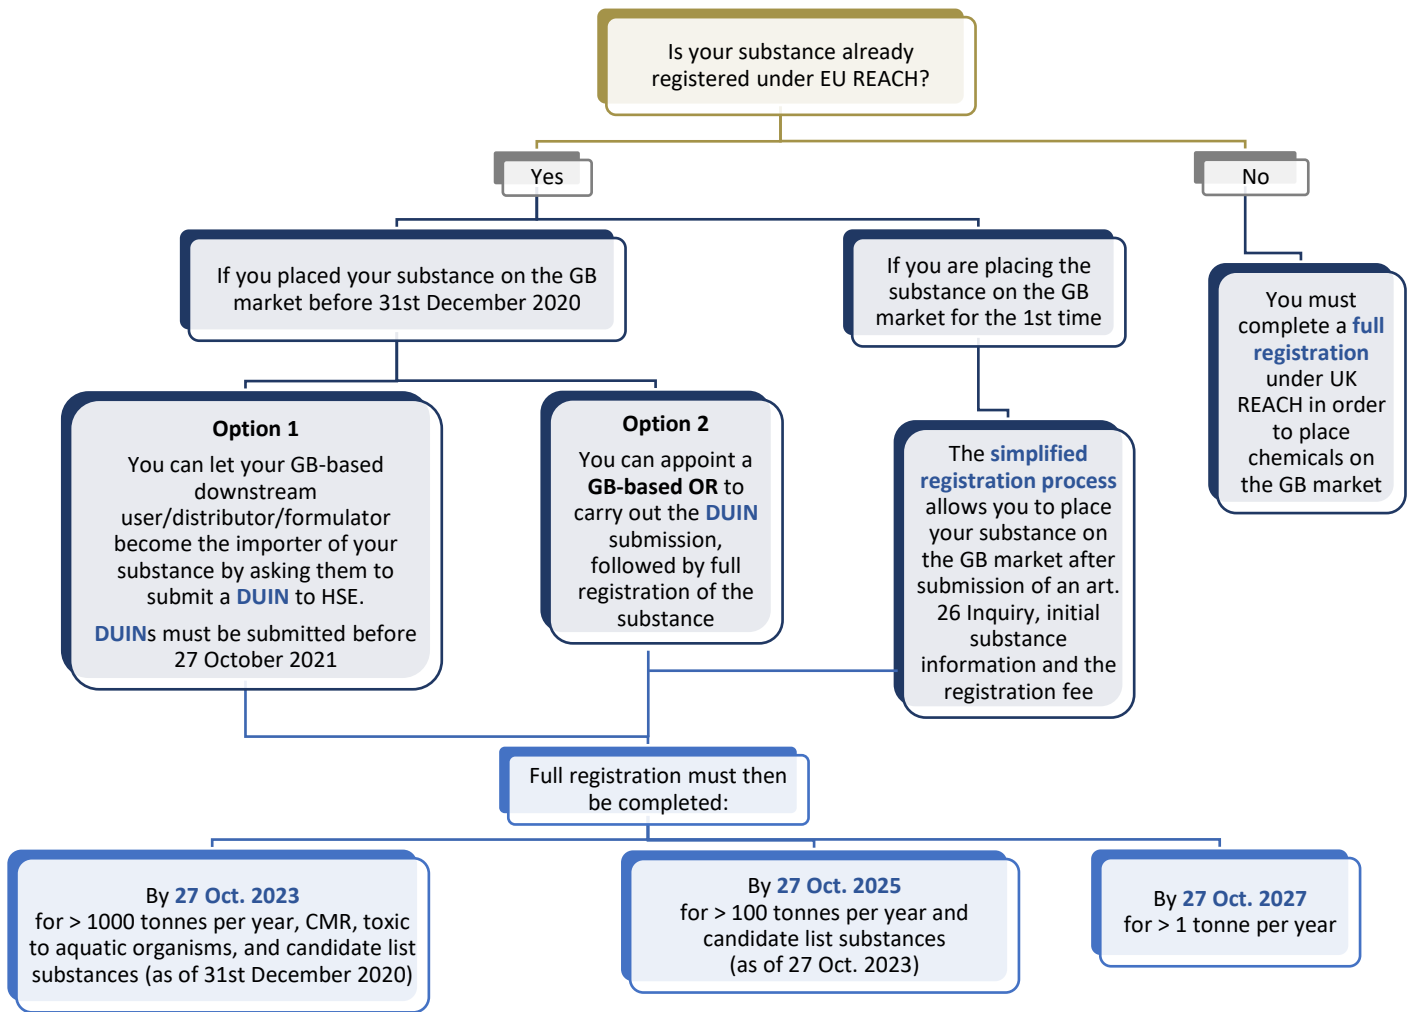 Is your substance already
registered under EU REACH?
Yes
No
If you placed your substance on the GB
market before 31st December 2020
If you are placing the
substance on the GB
market for the 1st time
You must
complete a full
registration
under UK
REACH in order
to place
chemicals on
the GB market
Option 1
You can let your GB-based
downstream
user/distributor/formulator
become the importer of your
substance by asking them to
submit a DUIN to HSE.
DUINs must be submitted before
27 October 2021
Option 2
You can appoint a
GB-based OR to
carry out the DUIN
submission,
followed by full
registration of the
substance
The simplified
registration process
allows you to place
your substance on
the GB market after
submission of an art.
26 Inquiry, initial
substance
information and the
registration fee
Full registration must then
be completed:
By 27 Oct. 2023
for > 1000 tonnes per year, CMR, toxic
to aquatic organisms, and candidate list
substances (as of 31st December 2020)
By 27 Oct. 2025
for > 100 tonnes per year and
candidate list substances
(as of 27 Oct. 2023)
By 27 Oct. 2027
for > 1 tonne per year